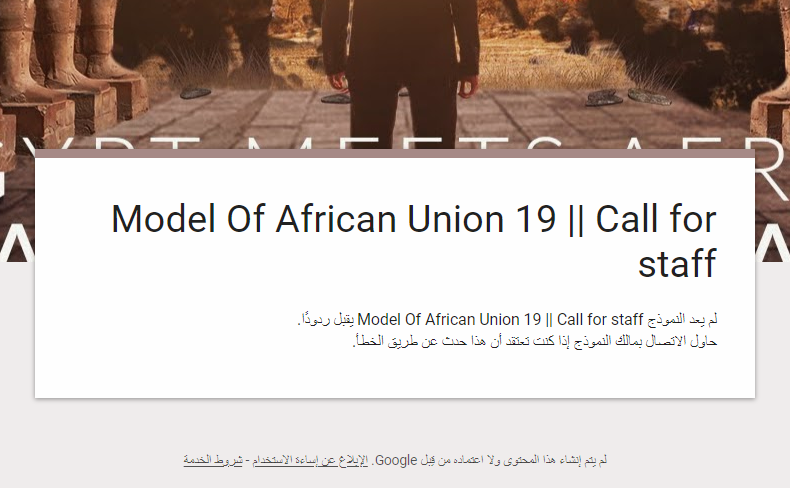 Model Of African Union 19 || Call for
staff
لم يعد النموذج Model Of African Union 19 || Call for staff يقبل ردودًا.
حاول الاتصال بمالك النموذج إذا كنت تعتقد أن هذا حدث عن طريق الخطأ.
لم يتم إنشاء هذا المحتوى ولا اعتماده من قِبل Google. الإبلاغ عن إساءة الاستخدام - شروط الخدمة